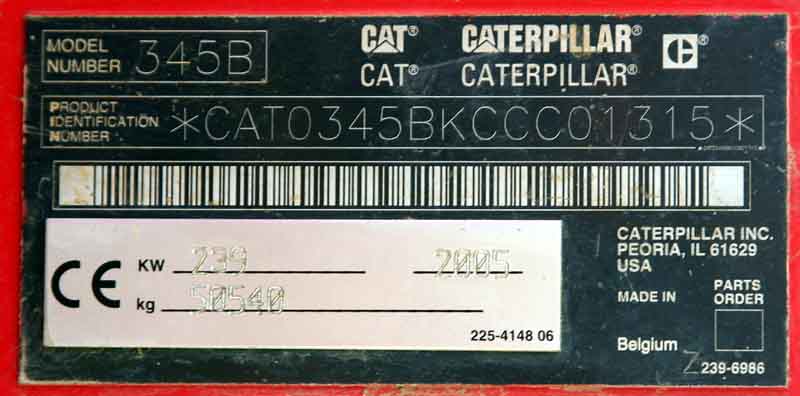 MODEL NUMBER 345B
CAT® CATERPILLAR® C®
CAT® CATERPILLAR®
PRODUCT IDENTIFICATION NUMBER *CAT0345BKCCC01315*
CE
KW 239 2005
kg 50540
225-4148 06
CATERPILLAR INC.
PEORIA, IL 61629
USA
MADE IN
Belgium
PARTS ORDER
Z 239-6986